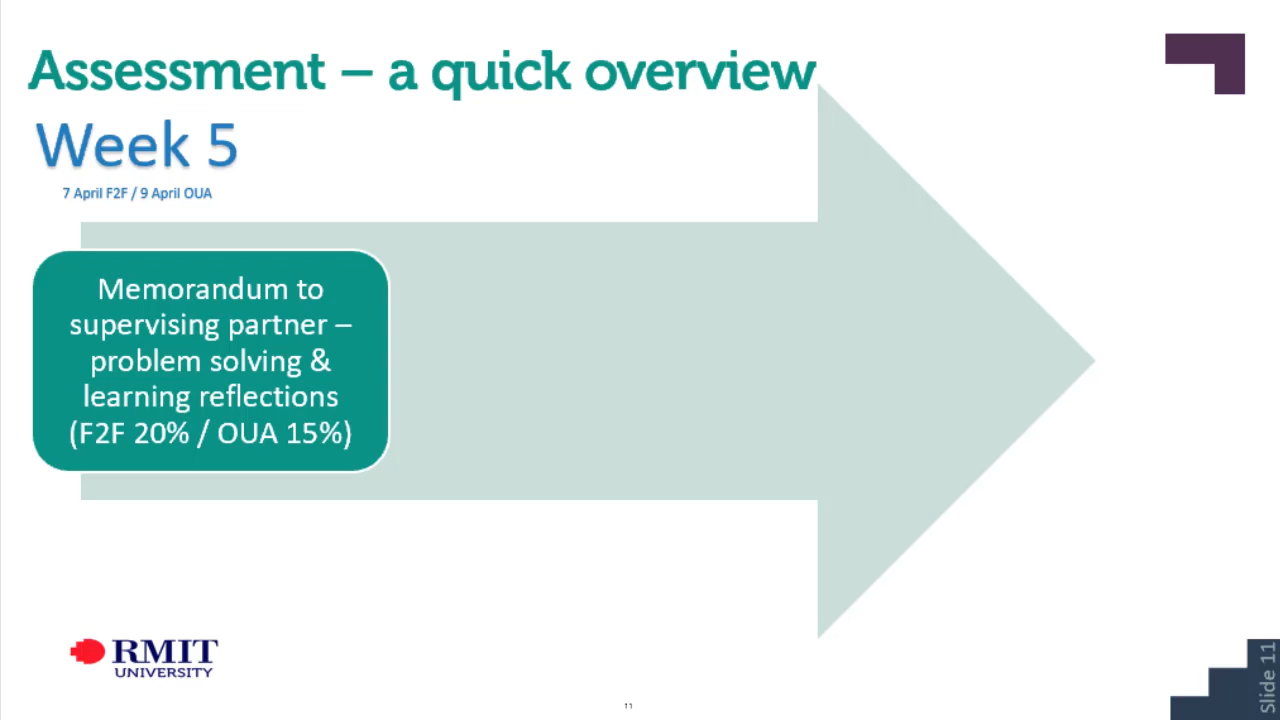 Assessment – a quick overview
Week 5
7 April F2F / 9 April OUA
Memorandum to
supervising partner –
problem solving &
learning reflections
(F2F 20% / OUA 15%)
RMIT
UNIVERSITY
11
Slide 11